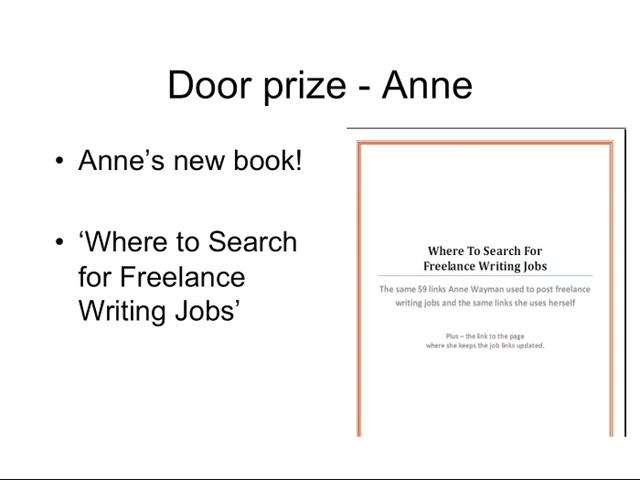 Door prize - Anne
• Anne’s new book!
• ‘Where to Search
for Freelance
Writing Jobs’
Where To Search For
Freelance Writing Jobs
The same 59 links Anne Wayman used to post freelance
writing jobs and the same links she uses herself
Plus – the link to the page
where she keeps the job links updated.